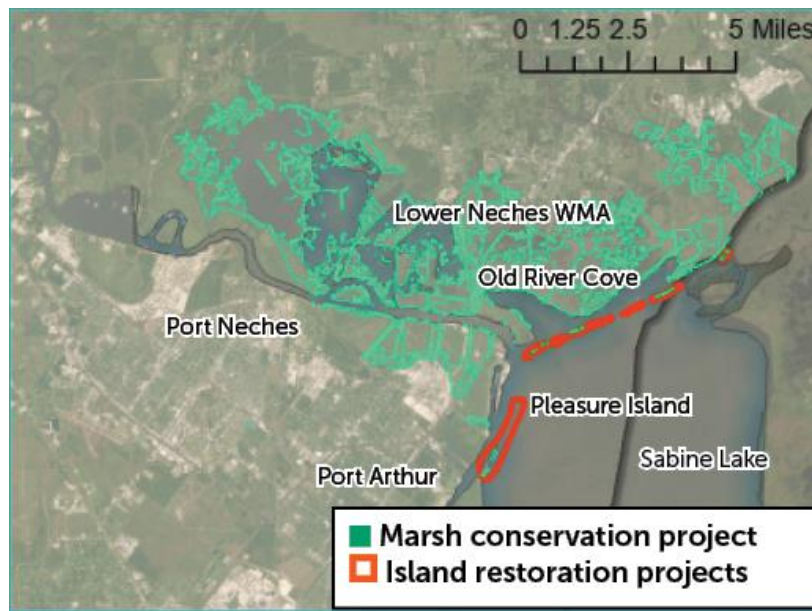 0 1.25 2.5 5 Miles
Lower Neches WMA
Old River Cove
Port Neches
Pleasure Island
Sabine Lake
Port Arthur
Marsh conservation project
Island restoration projects